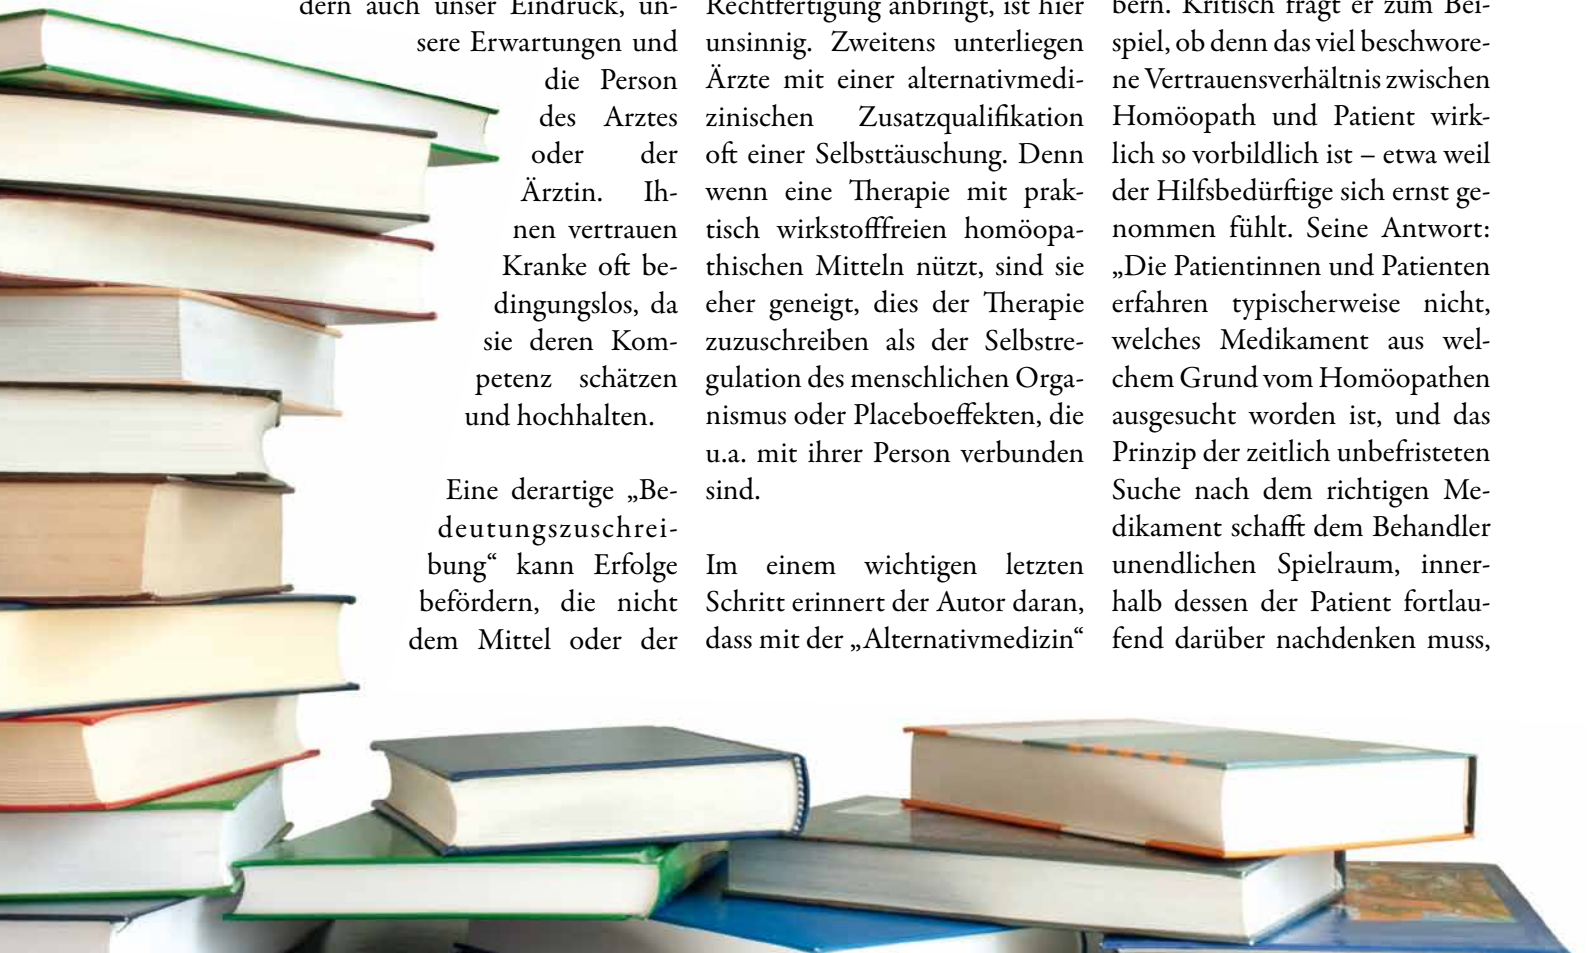 dern auch unser Eindruck, un-
sere Erwartungen und
die Person
des Arztes
oder der
Ärztin. Ih-
nen vertrauen
Kranke oft be-
dingungslos, da
sie deren Kom-
petenz schätzen
und hochhalten.
Eine derartige „Be-
deutungszuschrei-
bung“ kann Erfolge
befördern, die nicht
dem Mittel oder der
Rechtfertigung anbringt, ist hier
unsinnig. Zweitens unterliegen
Ärzte mit einer alternativmedi-
zinischen Zusatzqualifikation
oft einer Selbsttäuschung. Denn
wenn eine Therapie mit prak-
tisch wirkstofffreien homöopa-
thischen Mitteln nützt, sind sie
eher geneigt, dies der Therapie
zuzuschreiben als der Selbstre-
gulation des menschlichen Orga-
nismus oder Placeboeffekten, die
u.a. mit ihrer Person verbunden
sind.
Im einem wichtigen letzten
Schritt erinnert der Autor daran,
dass mit der „Alternativmedizin“
bern. Kritisch fragt er zum Bei-
spiel, ob denn das viel beschwore-
ne Vertrauensverhältnis zwischen
Homöopath und Patient wirk-
lich so vorbildlich ist – etwa weil
der Hilfsbedürftige sich ernst ge-
nommen fühlt. Seine Antwort:
„Die Patientinnen und Patienten
erfahren typischerweise nicht,
welches Medikament aus wel-
chem Grund vom Homöopathen
ausgesucht worden ist, und das
Prinzip der zeitlich unbefristeten
Suche nach dem richtigen Me-
dikament schafft dem Behandler
unendlichen Spielraum, inner-
halb dessen der Patient fortlau-
fend darüber nachdenken muss,